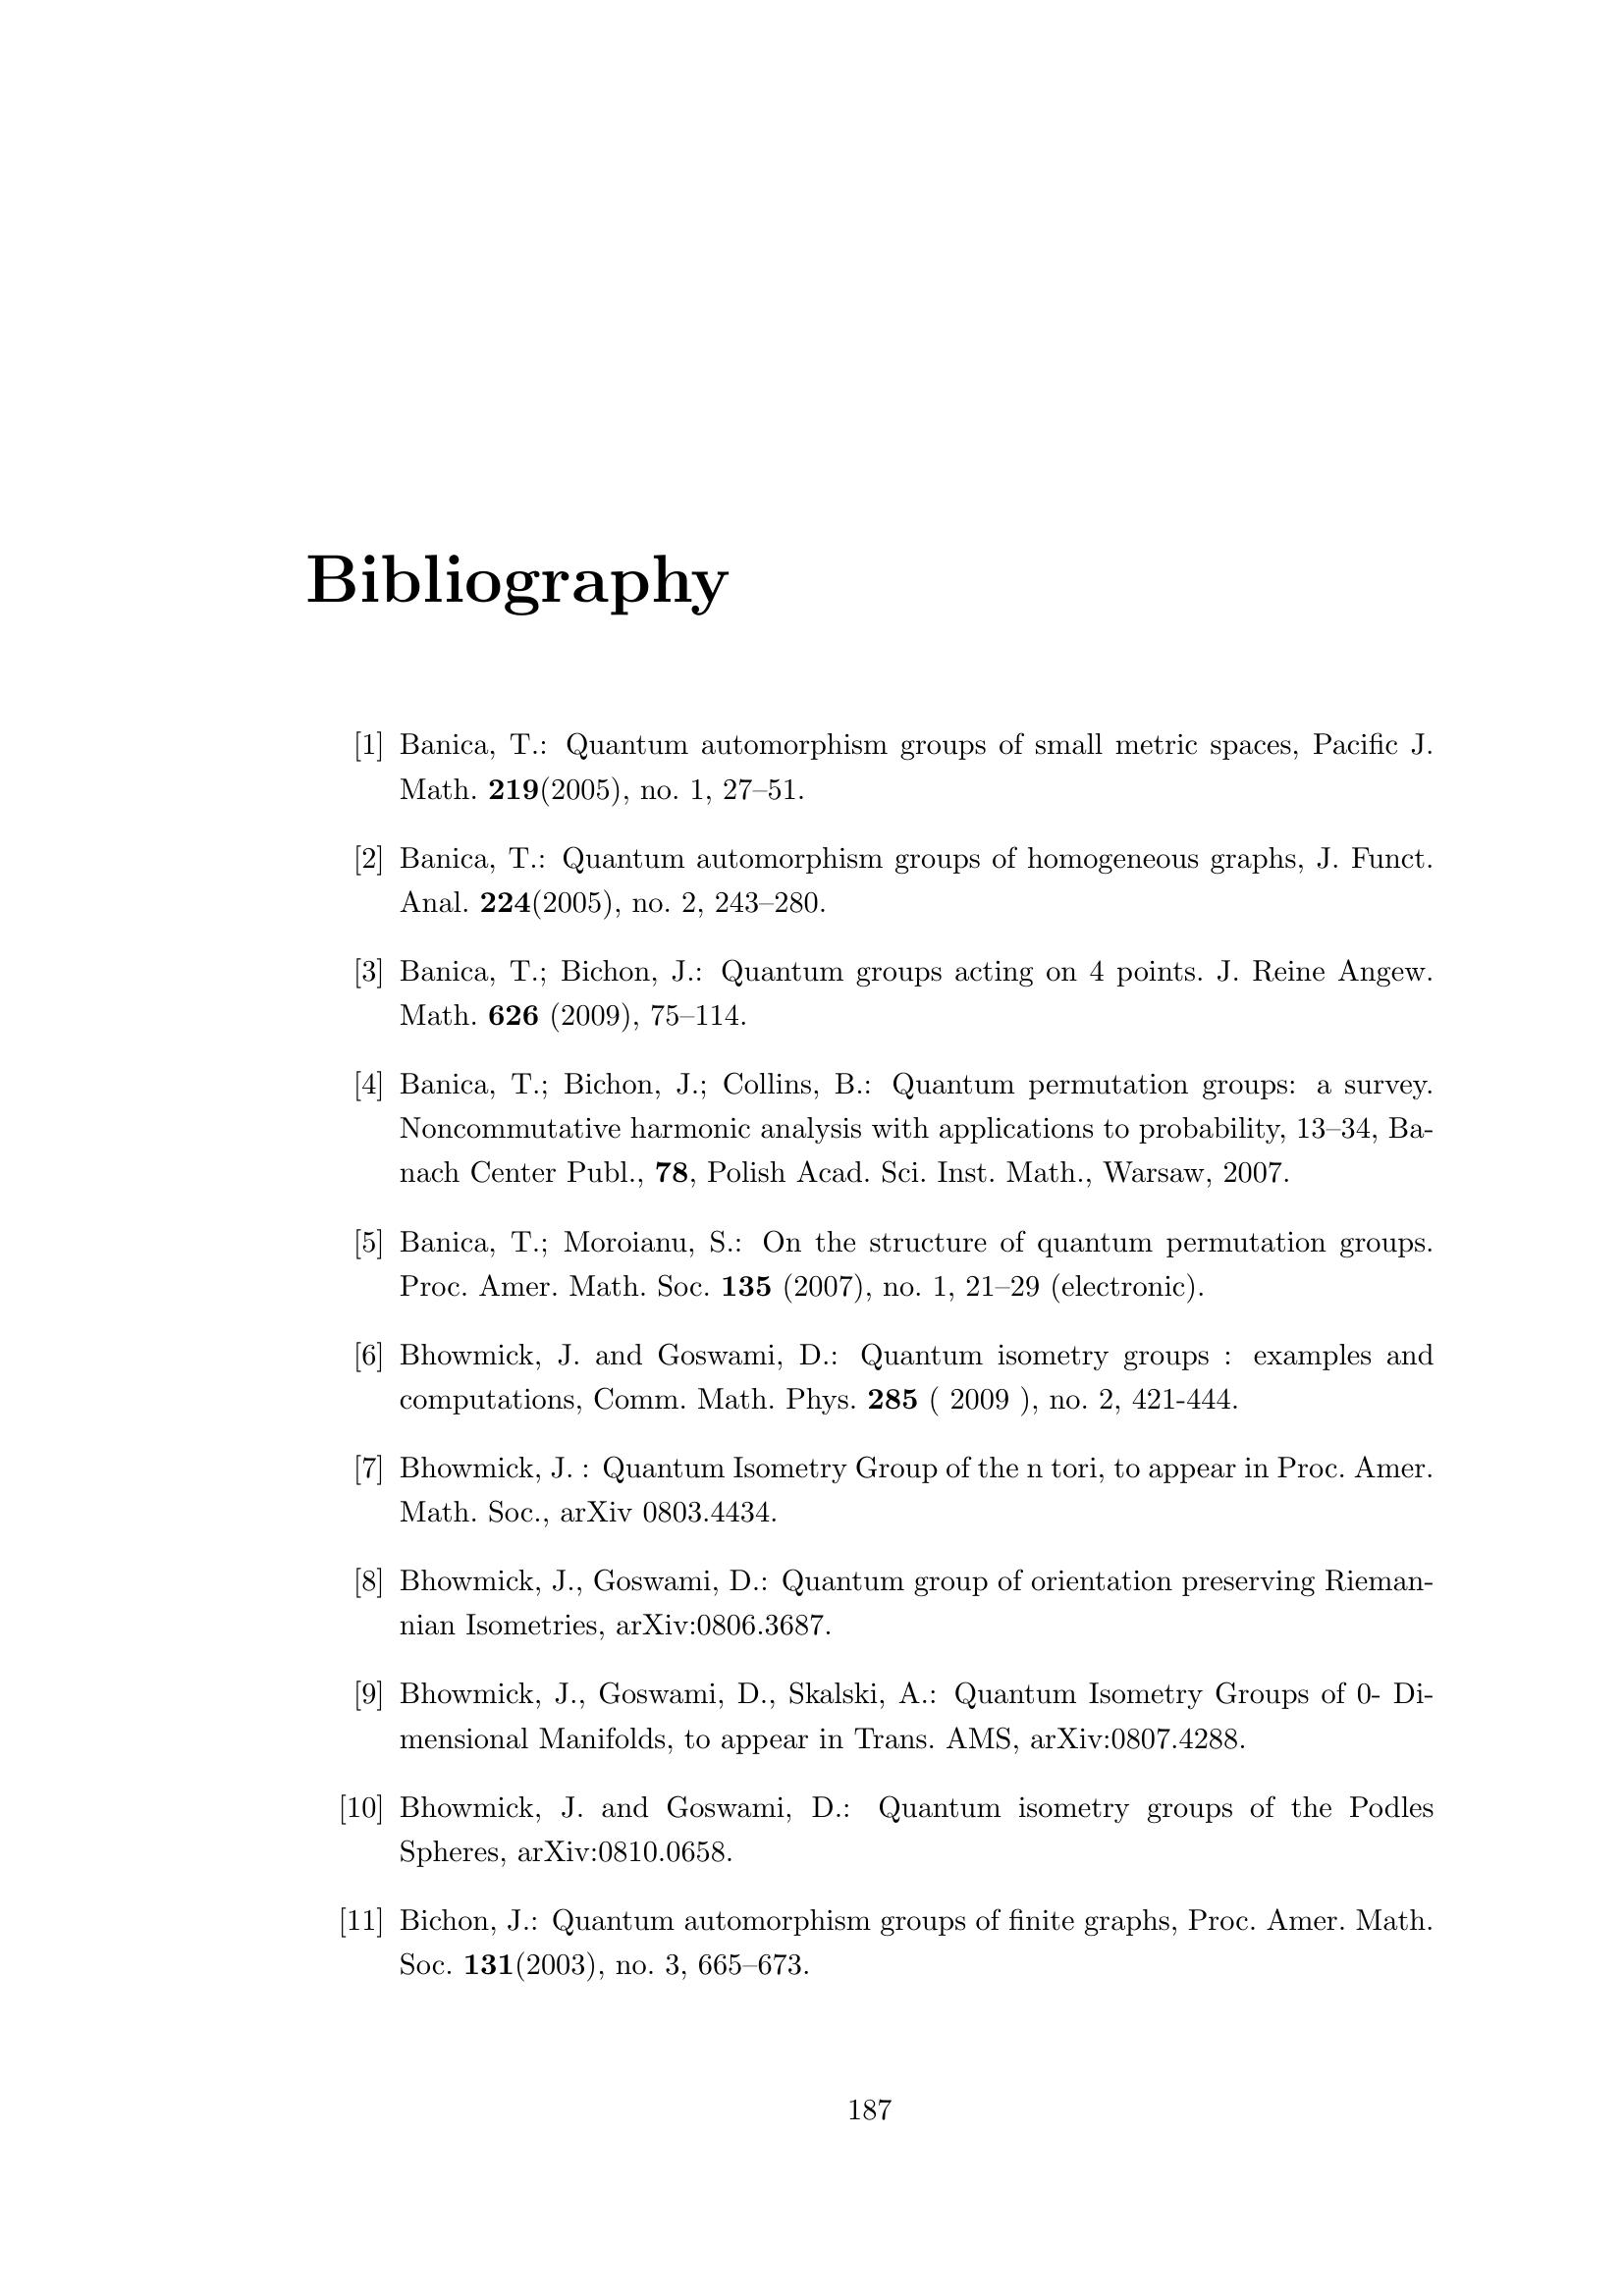 Bibliography
[1] Banica, T.: Quantum automorphism groups of small metric spaces, Pacific J.
Math. 219(2005), no. 1, 27–51.
[2] Banica, T.: Quantum automorphism groups of homogeneous graphs, J. Funct.
Anal. 224(2005), no. 2, 243–280.
[3] Banica, T.; Bichon, J.: Quantum groups acting on 4 points. J. Reine Angew.
Math. 626 (2009), 75–114.
[4] Banica, T.; Bichon, J.; Collins, B.: Quantum permutation groups: a survey.
Noncommutative harmonic analysis with applications to probability, 13–34, Ba-
nach Center Publ., 78, Polish Acad. Sci. Inst. Math., Warsaw, 2007.
[5] Banica, T.; Moroianu, S.: On the structure of quantum permutation groups.
Proc. Amer. Math. Soc. 135 (2007), no. 1, 21–29 (electronic).
[6] Bhowmick, J. and Goswami, D.: Quantum isometry groups : examples and
computations, Comm. Math. Phys. 285 ( 2009 ), no. 2, 421-444.
[7] Bhowmick, J. : Quantum Isometry Group of the n tori, to appear in Proc. Amer.
Math. Soc., arXiv 0803.4434.
[8] Bhowmick, J., Goswami, D.: Quantum group of orientation preserving Rieman-
nian Isometries, arXiv:0806.3687.
[9] Bhowmick, J., Goswami, D., Skalski, A.: Quantum Isometry Groups of 0- Di-
mensional Manifolds, to appear in Trans. AMS, arXiv:0807.4288.
[10] Bhowmick, J. and Goswami, D.: Quantum isometry groups of the Podles
Spheres, arXiv:0810.0658.
[11] Bichon, J.: Quantum automorphism groups of finite graphs, Proc. Amer. Math.
Soc. 131(2003), no. 3, 665–673.
187